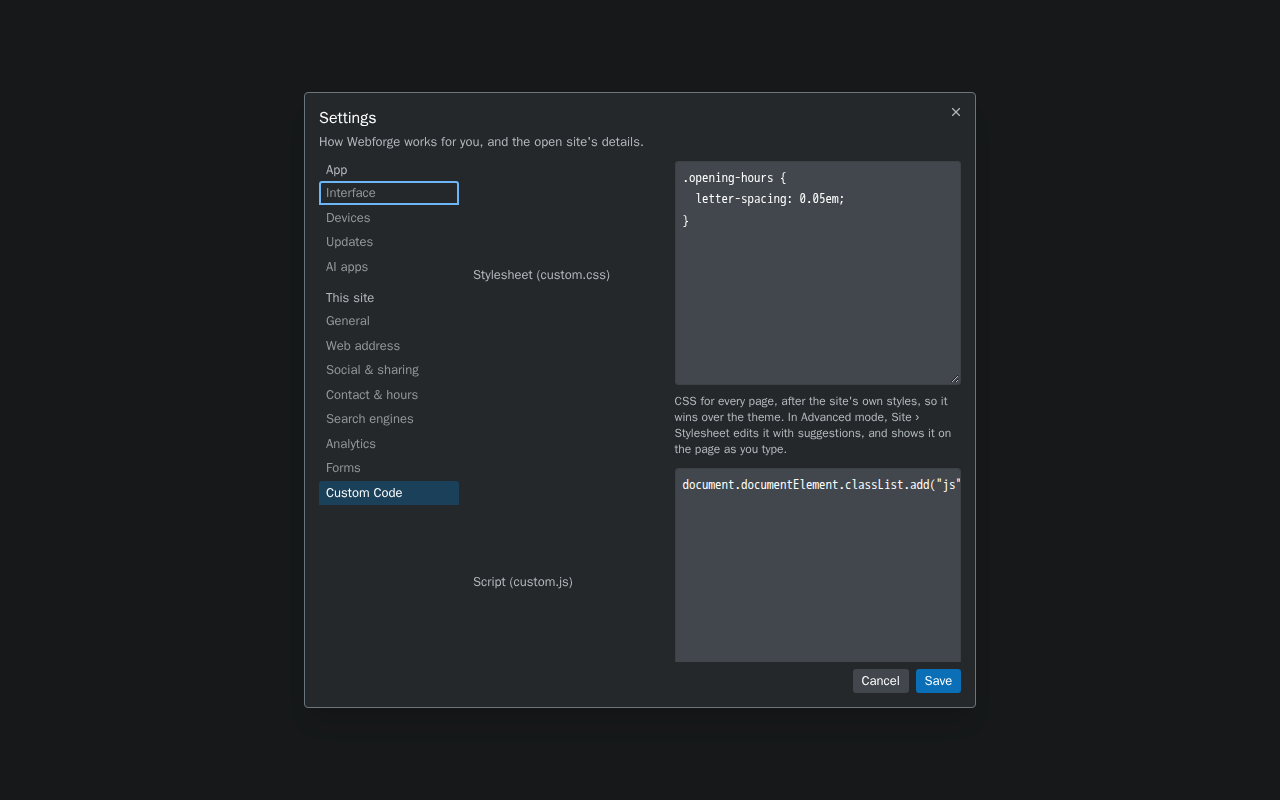 Settings
How Webforge works for you, and the open site's details.
App
Interface
Devices
Updates
AI apps
This site
General
Web address
Social & sharing
Contact & hours
Search engines
Analytics
Forms
Custom Code
Stylesheet (custom.css)
.opening-hours {
  letter-spacing: 0.05em;
}
CSS for every page, after the site's own styles, so it
wins over the theme. In Advanced mode, Site ›
Stylesheet edits it with suggestions, and shows it on
the page as you type.
Script (custom.js)
document.documentElement.classList.add("js"
Cancel
Save